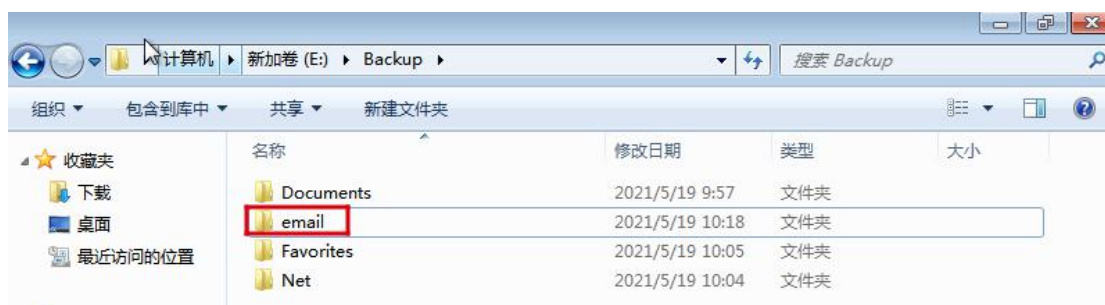 计算机 新加卷 (E:) Backup 搜索 Backup
组织 包含到库中 共享 新建文件夹
名称 修改日期 类型 大小
收藏夹
下载
桌面
最近访问的位置
Documents 2021/5/19 9:57 文件夹
email 2021/5/19 10:18 文件夹
Favorites 2021/5/19 10:05 文件夹
Net 2021/5/19 10:04 文件夹